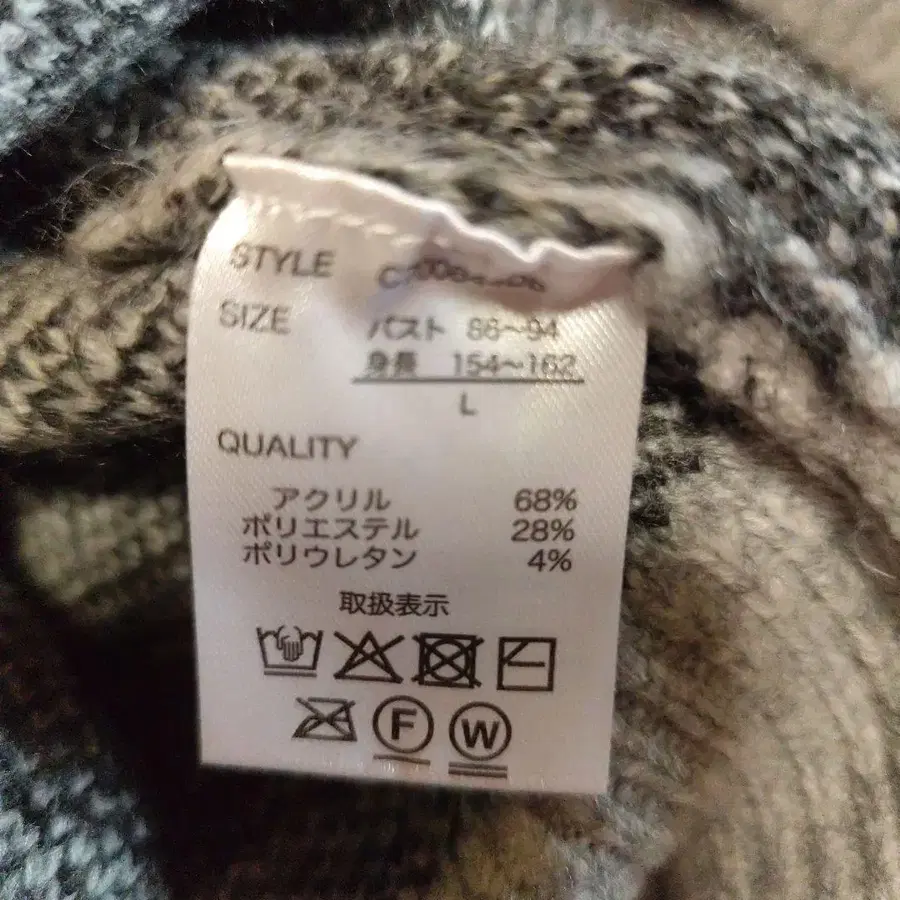 STYLE
SIZE バスト 86〜94
身長 154〜162
L
QUALITY
アクリル 68%
ポリエステル 28%
ポリウレタン 4%
取扱表示
F W